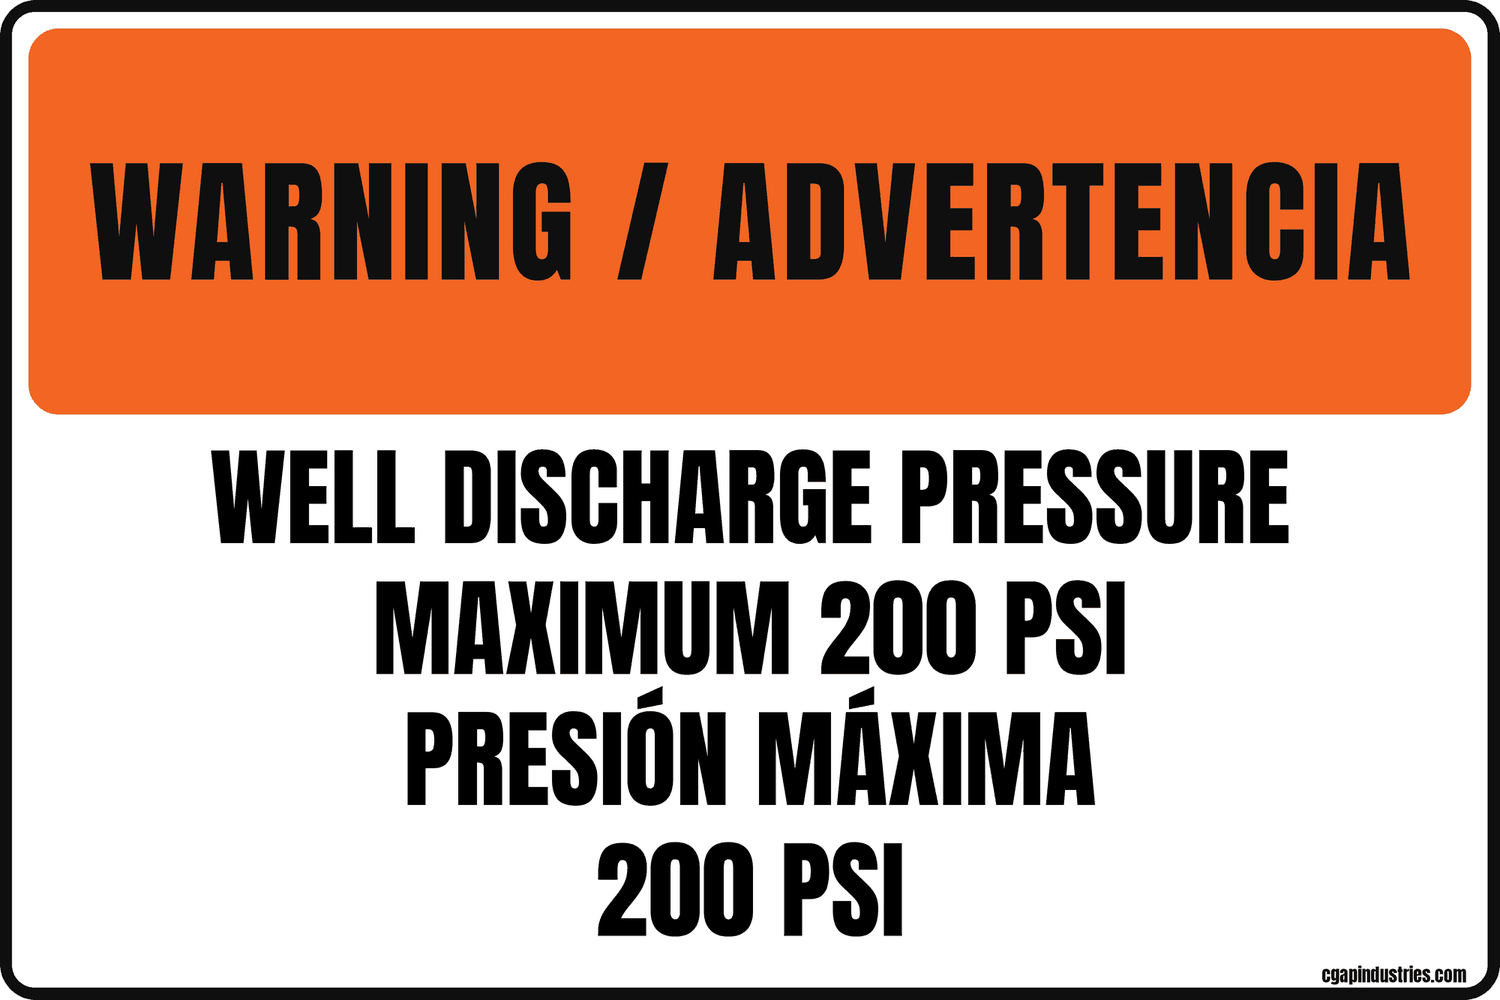 WARNING / ADVERTENCIA
WELL DISCHARGE PRESSURE
MAXIMUM 200 PSI
PRESIÓN MÁXIMA
200 PSI
cgapindustries.com